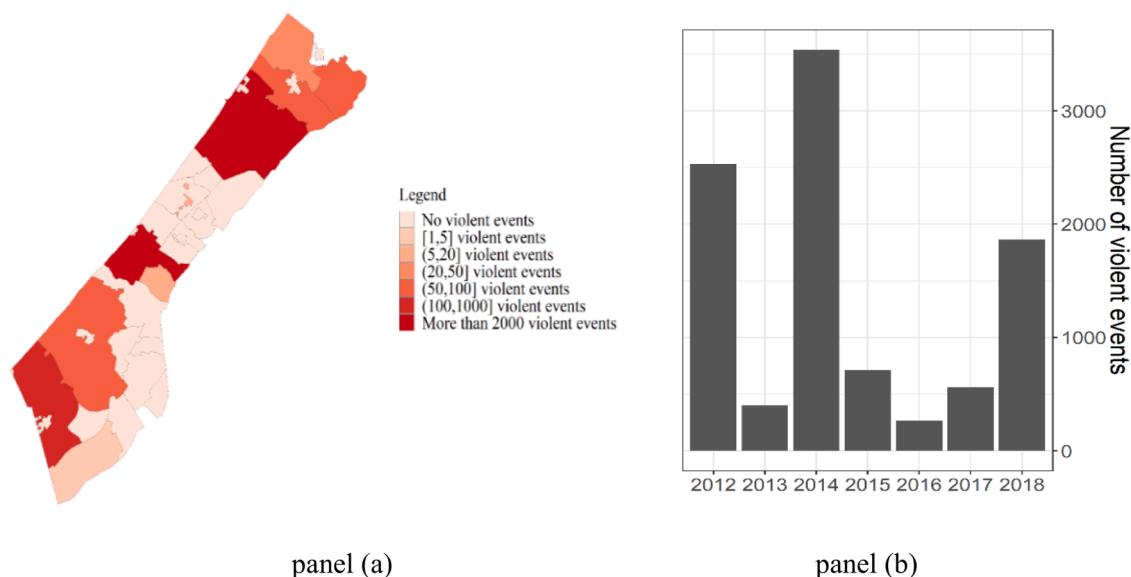 Legend
No violent events
[1,5] violent events
(5,20] violent events
(20,50] violent events
(50,100] violent events
(100,1000] violent events
More than 2000 violent events
3000
2000
1000
0
Number of violent events
2012 2013 2014 2015 2016 2017 2018
panel (a) panel (b)